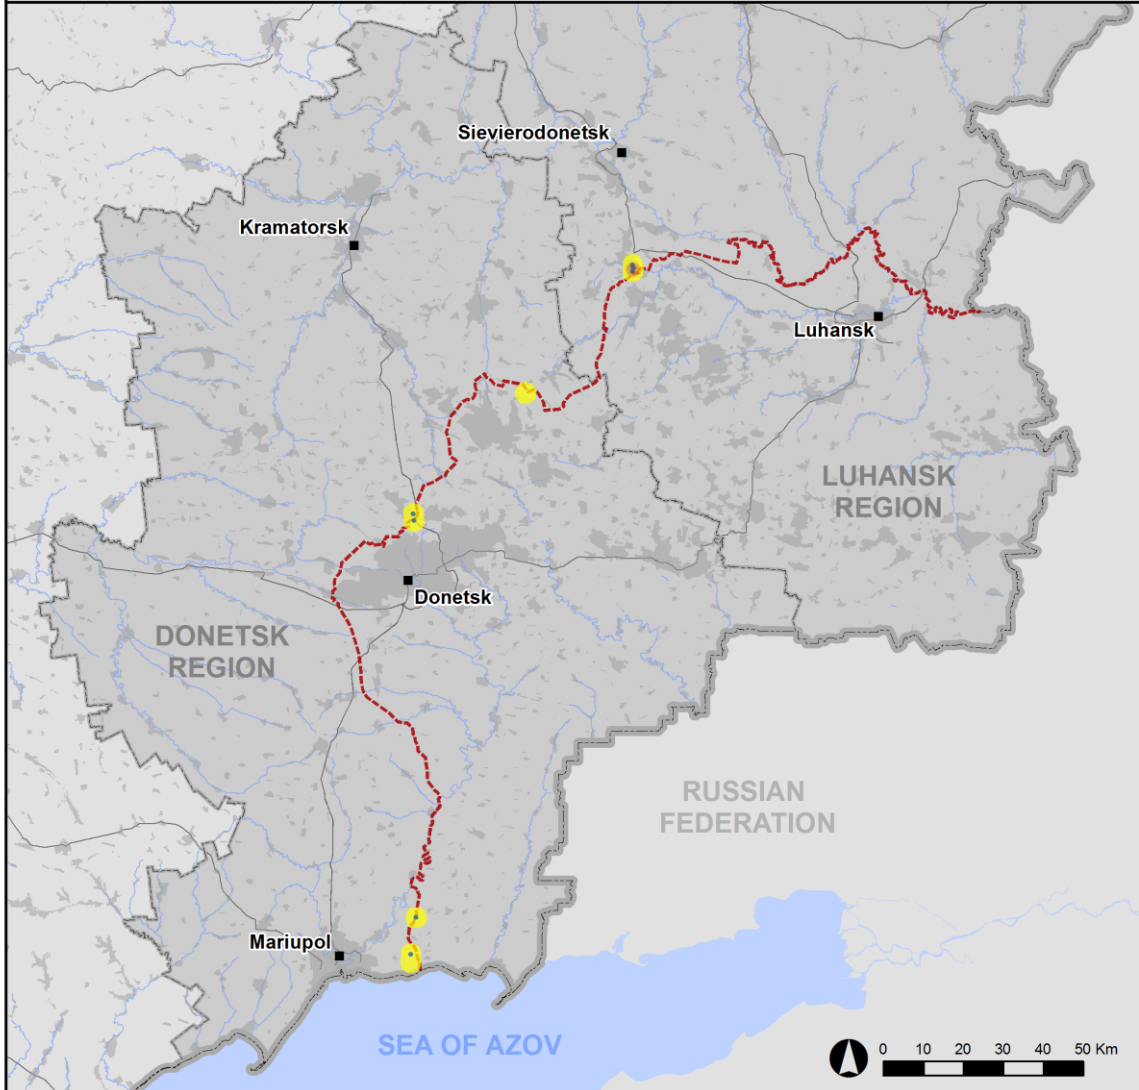 Sievierodonetsk
Kramatorsk
Luhansk
LUHANSK
REGION
Donetsk
DONETSK
REGION
RUSSIAN
FEDERATION
Mariupol
SEA OF AZOV
0 10 20 30 40 50 Km